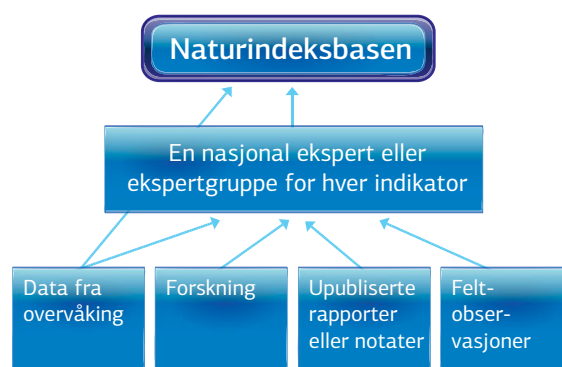 Naturindeksbasen
En nasjonal ekspert eller
ekspertgruppe for hver indikator
Data fra
overvåking
Forskning
Upubliserte
rapporter
eller notater
Felt-
obser-
vasjoner